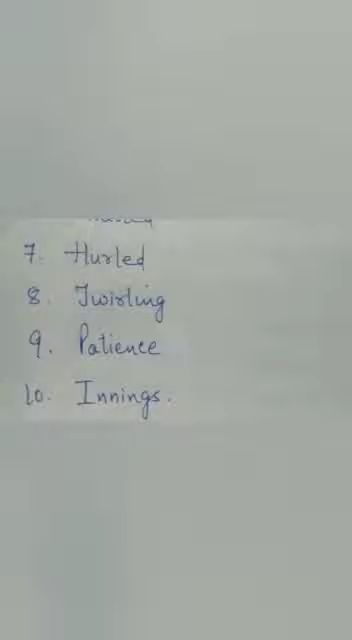 7. Hurled
8. Twirling
9. Patience
10. Innings.